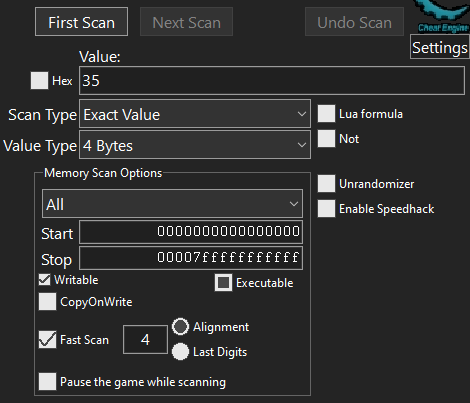 First Scan Next Scan Undo Scan
Cheat Engine
Settings
Value:
Hex 35
Scan Type Exact Value Lua formula
Not
Value Type 4 Bytes
Memory Scan Options
Unrandomizer
All
Enable Speedhack
Start 0000000000000000
Stop 00007fffffffffff
Writable Executable
CopyOnWrite
Fast Scan 4 Alignment
Last Digits
Pause the game while scanning